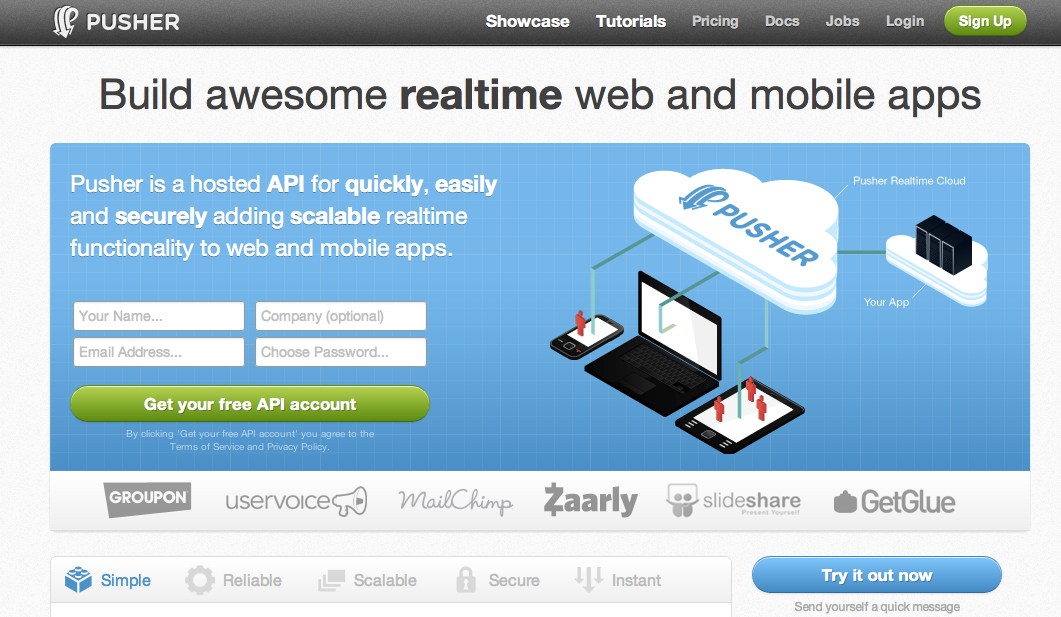 PUSHER
Showcase Tutorials Pricing Docs Jobs Login Sign Up
Build awesome realtime web and mobile apps
Pusher is a hosted API for quickly, easily
and securely adding scalable realtime
functionality to web and mobile apps.
Your Name...
Company (optional)
Email Address...
Choose Password...
Get your free API account
By clicking 'Get your free API account' you agree to the
Terms of Service and Privacy Policy.
PUSHER
Pusher Realtime Cloud
Your App
GROUPON
uservoice
MailChimp
Zaarly
slideshare
Present Yourself
GetGlue
Simple
Reliable
Scalable
Secure
Instant
Try it out now
Send yourself a quick message